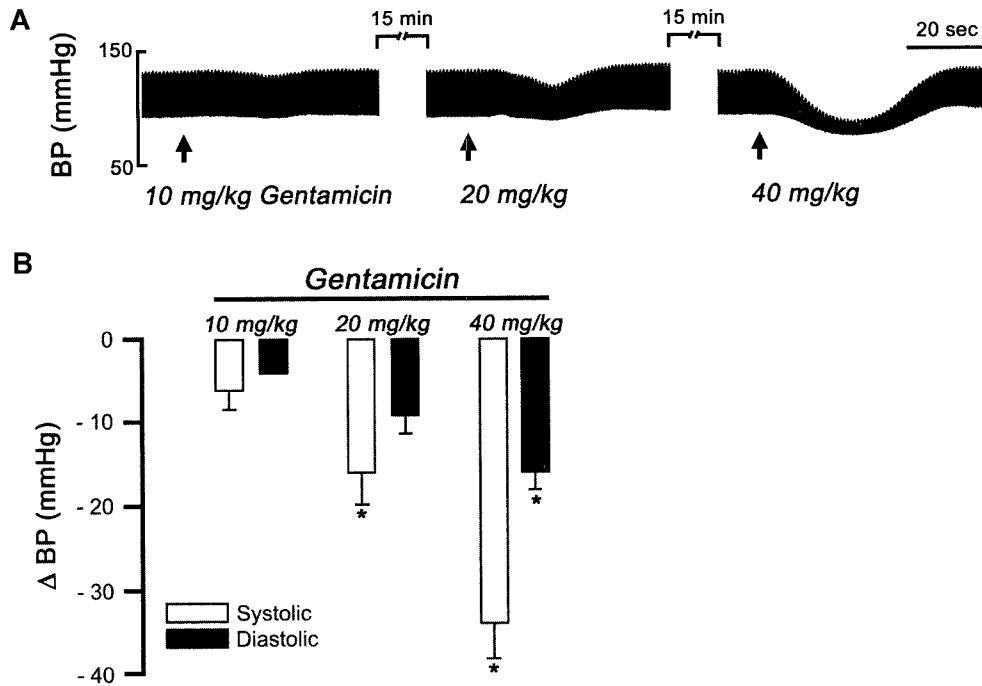 A
15 min
15 min
20 sec
150
BP (mmHg)
50
10 mg/kg Gentamicin
20 mg/kg
40 mg/kg
B
Gentamicin
10 mg/kg
20 mg/kg
40 mg/kg
0
- 10
- 20
- 30
- 40
Δ BP (mmHg)
*
*
*
Systolic
Diastolic